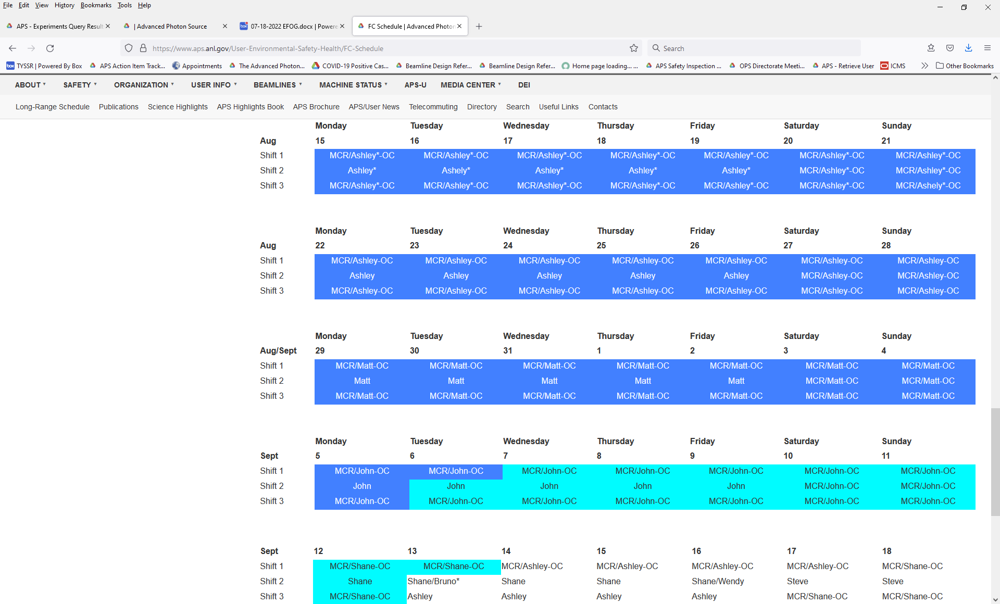 File Edit View History Bookmarks Tools Help
APS - Experiments Query Result
| Advanced Photon Source
07-18-2022 EFOG.docx | Powere
FC Schedule | Advanced Photon
https://www.aps.anl.gov/User-Environmental-Safety-Health/FC-Schedule
Search
box TYSSR | Powered By Box APS Action Item Track... Appointments The Advanced Photon... COVID-19 Positive Cas... Beamline Design Refer... Beamline Design Refer... Home page loading... ... APS Safety Inspection ... OPS Directorate Meeti... APS - Retrieve User ICMS Other Bookmarks
ABOUT SAFETY ORGANIZATION USER INFO BEAMLINES MACHINE STATUS APS-U MEDIA CENTER DEI
Long-Range Schedule Publications Science Highlights APS Highlights Book APS Brochure APS/User News Telecommuting Directory Search Useful Links Contacts
Monday Tuesday Wednesday Thursday Friday Saturday Sunday
Aug 15 16 17 18 19 20 21
Shift 1 MCR/Ashley*-OC MCR/Ashley*-OC MCR/Ashley*-OC MCR/Ashley*-OC MCR/Ashley*-OC MCR/Ashley*-OC MCR/Ashley*-OC
Shift 2 Ashley* Ashely* Ashley* Ashley* Ashley* MCR/Ashley*-OC MCR/Ashley*-OC
Shift 3 MCR/Ashley*-OC MCR/Ashley*-OC MCR/Ashley*-OC MCR/Ashley*-OC MCR/Ashley*-OC MCR/Ashley*-OC MCR/Ashely*-OC
Monday Tuesday Wednesday Thursday Friday Saturday Sunday
Aug 22 23 24 25 26 27 28
Shift 1 MCR/Ashley-OC MCR/Ashley-OC MCR/Ashley-OC MCR/Ashley-OC MCR/Ashley-OC MCR/Ashley-OC MCR/Ashley-OC
Shift 2 Ashley Ashley Ashley Ashley Ashley MCR/Ashley-OC MCR/Ashley-OC
Shift 3 MCR/Ashley-OC MCR/Ashley-OC MCR/Ashley-OC MCR/Ashley-OC MCR/Ashley-OC MCR/Ashley-OC MCR/Ashley-OC
Monday Tuesday Wednesday Thursday Friday Saturday Sunday
Aug/Sept 29 30 31 1 2 3 4
Shift 1 MCR/Matt-OC MCR/Matt-OC MCR/Matt-OC MCR/Matt-OC MCR/Matt-OC MCR/Matt-OC MCR/Matt-OC
Shift 2 Matt Matt Matt Matt Matt MCR/Matt-OC MCR/Matt-OC
Shift 3 MCR/Matt-OC MCR/Matt-OC MCR/Matt-OC MCR/Matt-OC MCR/Matt-OC MCR/Matt-OC MCR/Matt-OC
Monday Tuesday Wednesday Thursday Friday Saturday Sunday
Sept 5 6 7 8 9 10 11
Shift 1 MCR/John-OC MCR/John-OC MCR/John-OC MCR/John-OC MCR/John-OC MCR/John-OC MCR/John-OC
Shift 2 John John John John John MCR/John-OC MCR/John-OC
Shift 3 MCR/John-OC MCR/John-OC MCR/John-OC MCR/John-OC MCR/John-OC MCR/John-OC MCR/John-OC
Sept 12 13 14 15 16 17 18
Shift 1 MCR/Shane-OC MCR/Shane-OC MCR/Ashley-OC MCR/Ashley-OC MCR/Ashley-OC MCR/Ashley-OC MCR/Shane-OC
Shift 2 Shane Shane/Bruno* Shane Shane Shane/Wendy Steve Steve
Shift 3 MCR/Shane-OC Ashley Ashley Ashley Ashley MCR/Shane-OC MCR/Shane-OC